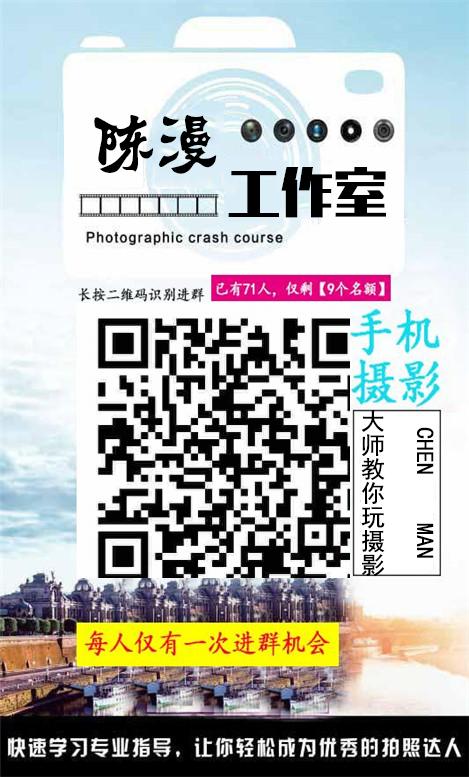 陈漫
工作室
Photographic crash course
长按二维码识别进群
已有71人，仅剩【9个名额】
手机
摄影
大师教你玩摄影
CHEN MAN
每人仅有一次进群机会
快速学习专业指导，让你轻松成为优秀的拍照达人